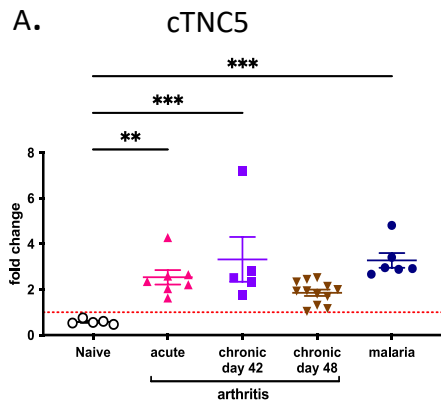 A. cTNC5
***
***
**
8
6
4
2
0
fold change
Naive acute chronic day 42 chronic day 48 malaria
arthritis